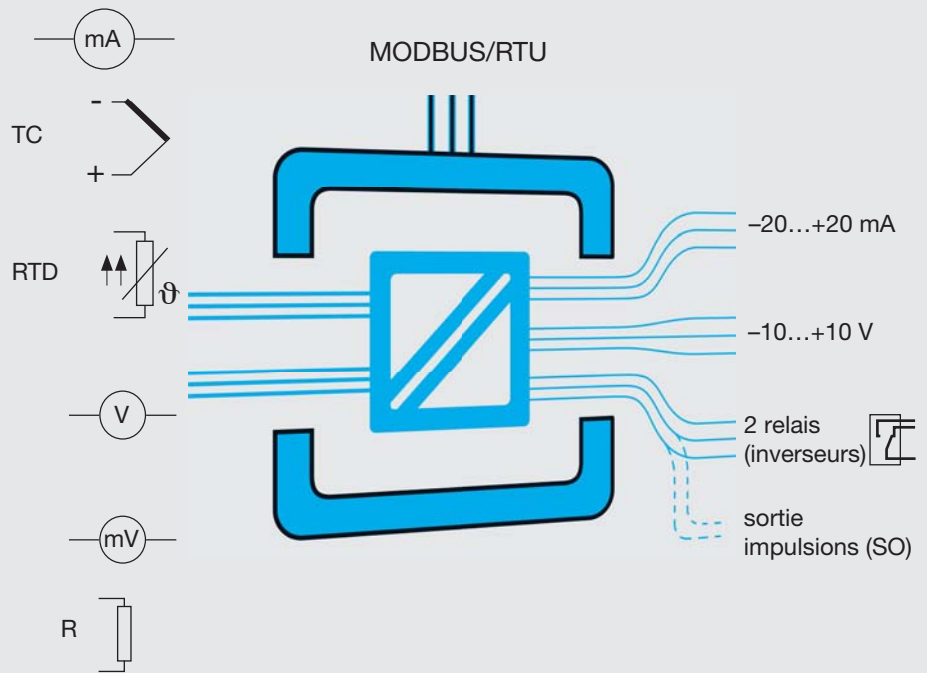 mA
MODBUS/RTU
-
TC
+
RTD
ϑ
–20…+20 mA
–10…+10 V
V
2 relais
(inverseurs)
mV
sortie
impulsions (SO)
R